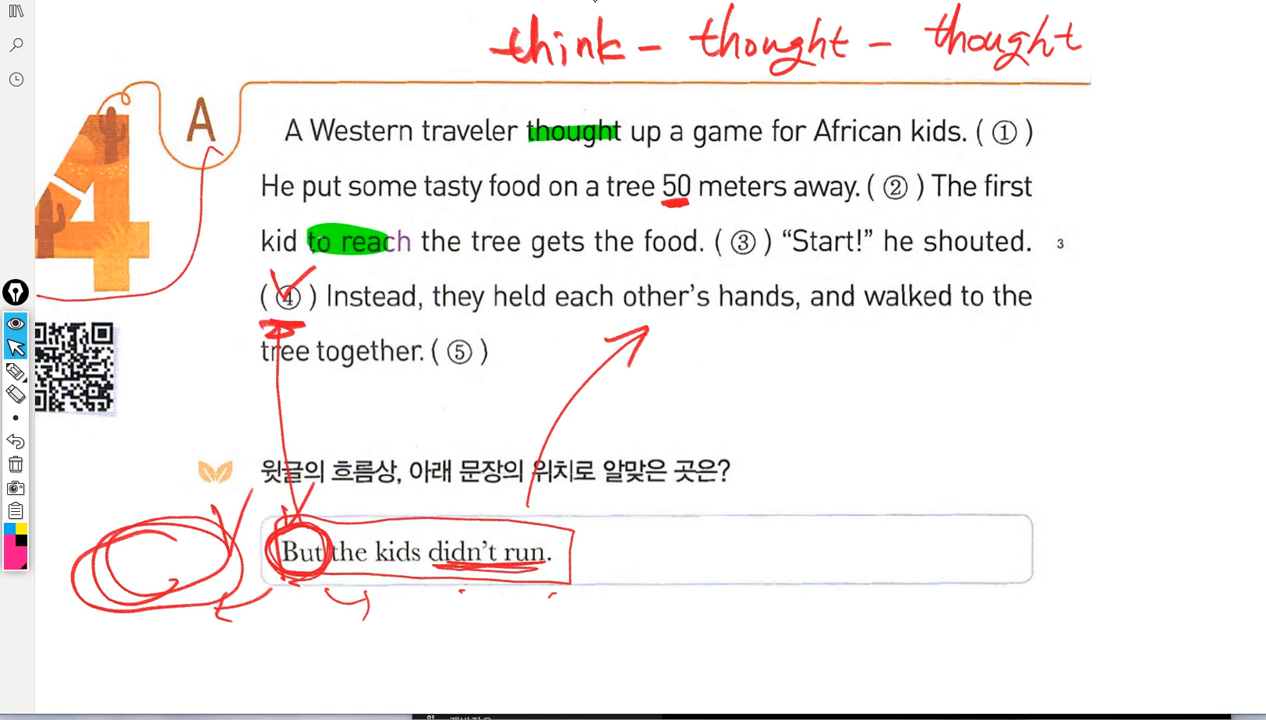 think - thought - thought
4
A
A Western traveler thought up a game for African kids. ( ① )
He put some tasty food on a tree 50 meters away. ( ② ) The first
kid to reach the tree gets the food. ( ③ ) “Start!” he shouted.
3
( ④ ) Instead, they held each other’s hands, and walked to the
tree together. ( ⑤ )
윗글의 흐름상, 아래 문장의 위치로 알맞은 곳은?
But the kids didn’t run.